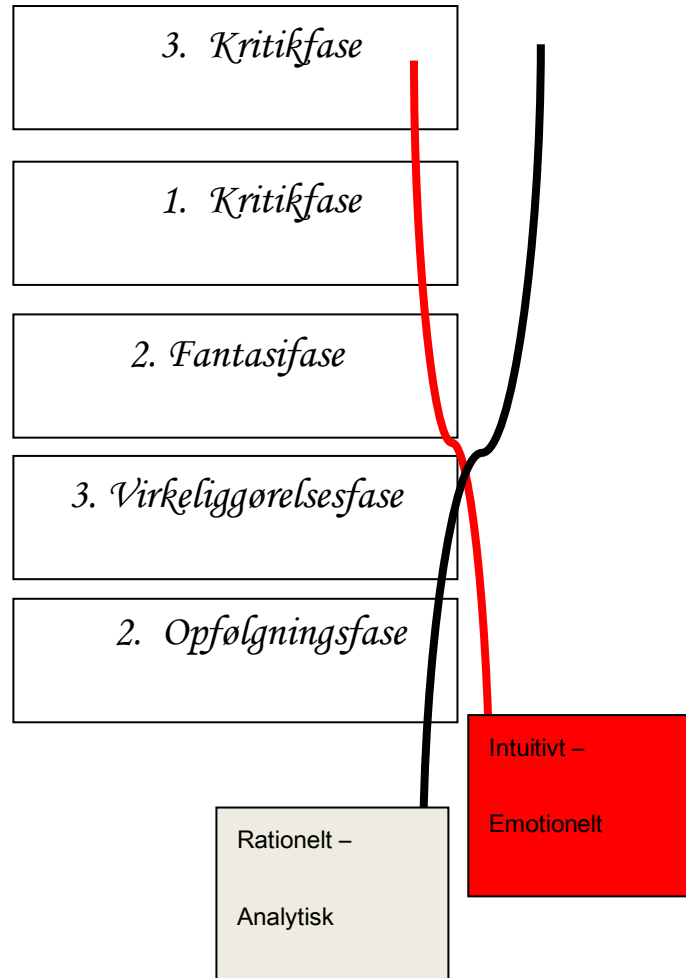 3. Kritikfase
1. Kritikfase
2. Fantasifase
3. Virkeliggørelsesfase
2. Opfølgningsfase
Intuitivt –
Emotionelt
Rationelt –
Analytisk